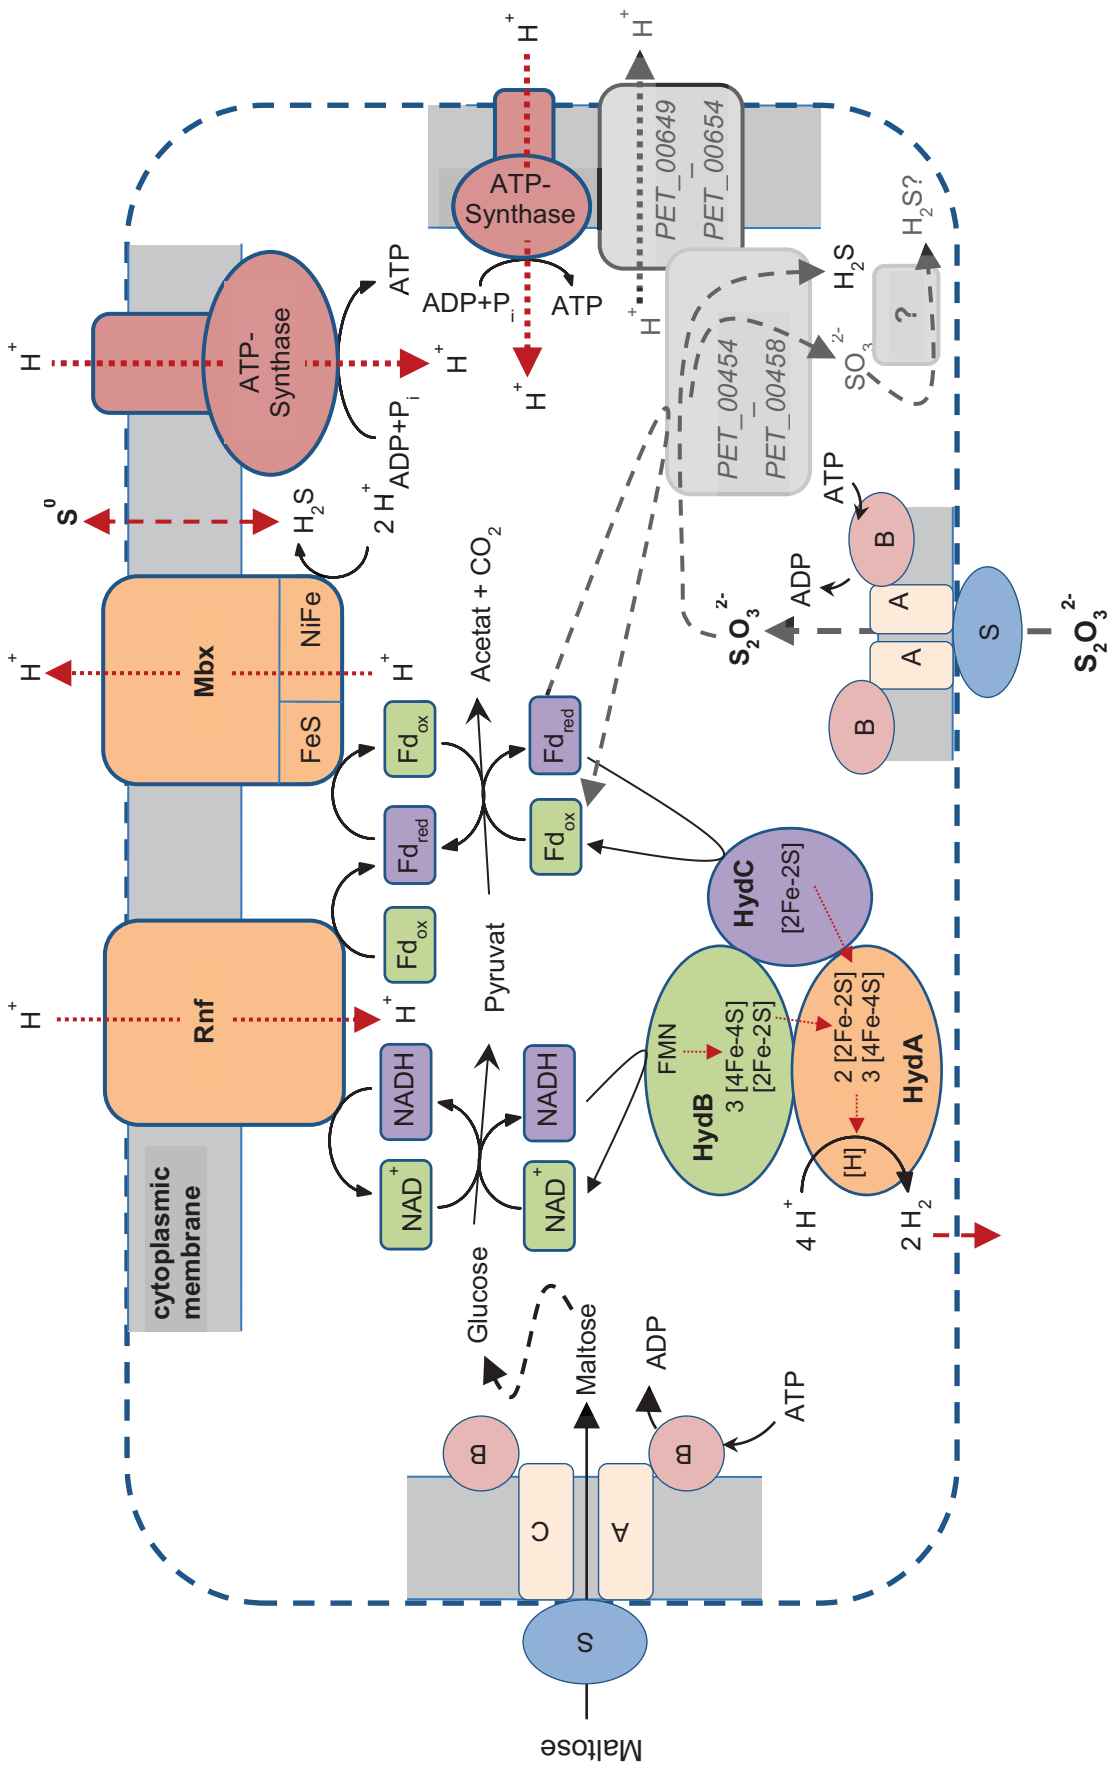 cytoplasmic
membrane
H+
Rnf
H+
H+
Mbx
FeS
NiFe
H+
S0
H2S
2 H+
H+
ATP-
Synthase
H+
ADP+Pi
ATP
NAD+
NADH
Fdox
Fdred
Fdox
Glucose
Pyruvat
Acetat + CO2
NAD+
NADH
Fdox
Fdred
ADP+Pi
ATP
H+
ATP-
Synthase
H+
H+
H+
PET_00649
–
PET_00654
PET_00454
–
PET_00458
H2S
SO32-
?
H2S?
Maltose
S
C
A
B
B
Maltose
ADP
ATP
HydB
FMN
3 [4Fe-4S]
[2Fe-2S]
HydC
[2Fe-2S]
2 [2Fe-2S]
3 [4Fe-4S]
HydA
[H]
4 H+
2 H2
S2O32-
ADP
ATP
B
A
A
B
S
S2O32-